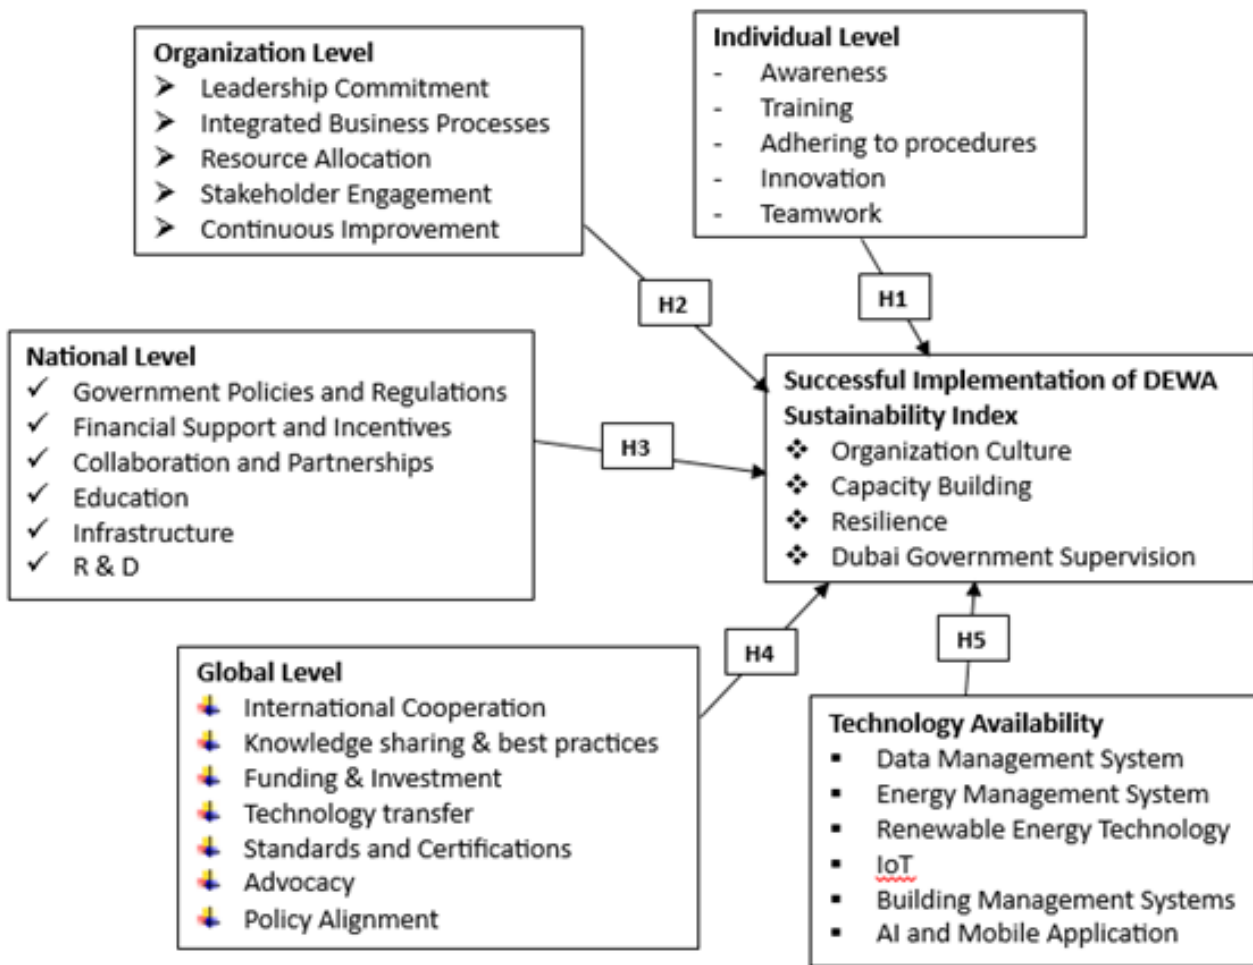 Organization Level
Leadership Commitment
Integrated Business Processes
Resource Allocation
Stakeholder Engagement
Continuous Improvement
Individual Level
- Awareness
- Training
- Adhering to procedures
- Innovation
- Teamwork
H2
H1
National Level
Government Policies and Regulations
Financial Support and Incentives
Collaboration and Partnerships
Education
Infrastructure
R & D
H3
Successful Implementation of DEWA
Sustainability Index
Organization Culture
Capacity Building
Resilience
Dubai Government Supervision
H4
H5
Global Level
International Cooperation
Knowledge sharing & best practices
Funding & Investment
Technology transfer
Standards and Certifications
Advocacy
Policy Alignment
Technology Availability
Data Management System
Energy Management System
Renewable Energy Technology
IoT
Building Management Systems
AI and Mobile Application